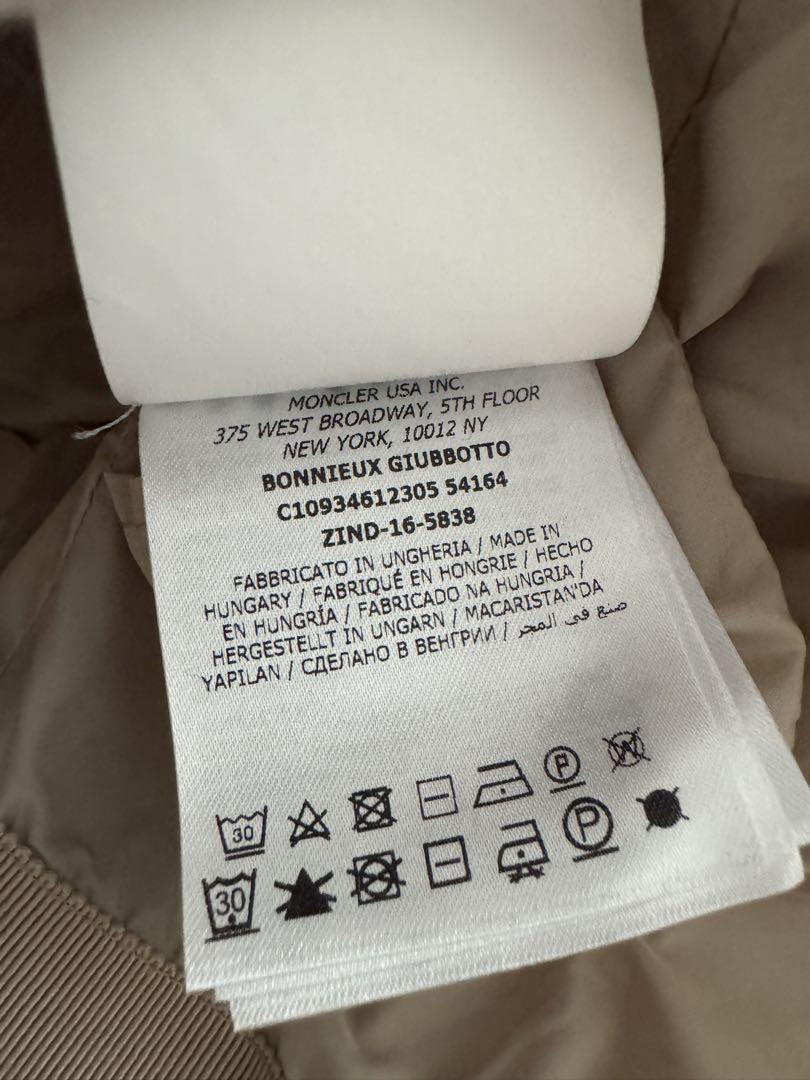 MONCLER USA INC.
375 WEST BROADWAY, 5TH FLOOR
NEW YORK, 10012 NY
BONNIEUX GIUBBOTTO
C10934612305 54164
ZIND-16-5838
FABBRICATO IN UNGHERIA / MADE IN
HUNGARY / FABRIQUÉ EN HONGRIE / HECHO
EN HUNGRÍA / FABRICADO NA HUNGRIA /
HERGESTELLT IN UNGARN / MACARISTAN'DA
YAPILAN / СДЕЛАНО В ВЕНГРИИ / صنع في المجر
30 P W
30 P